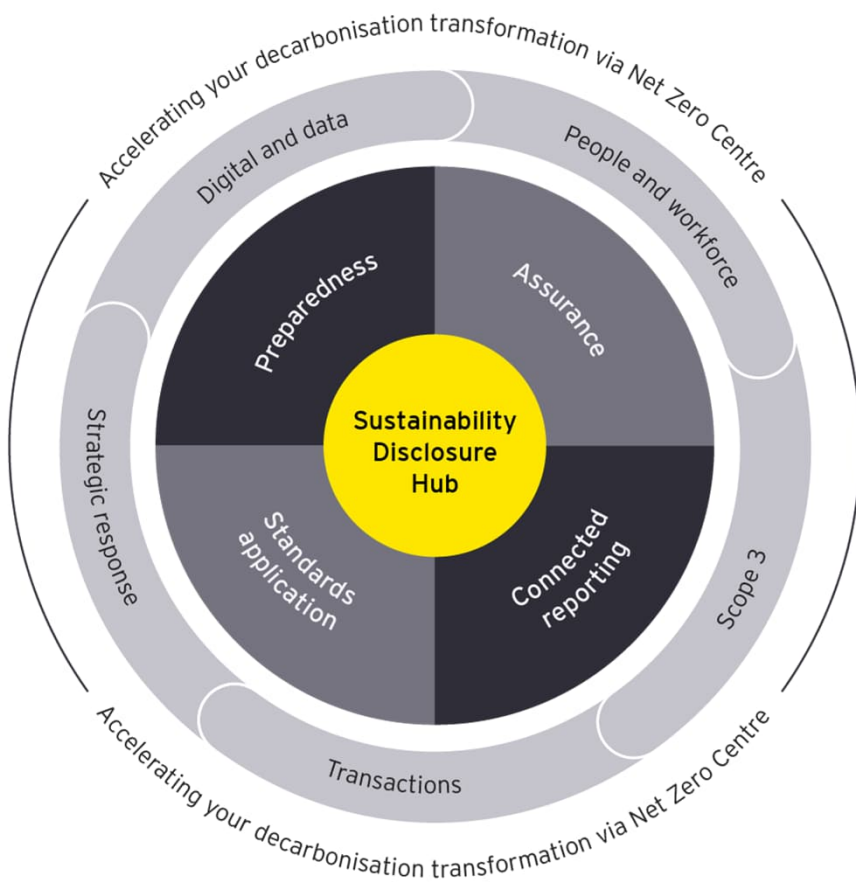 Accelerating your decarbonisation transformation via Net Zero Centre
Digital and data
People and workforce
Preparedness
Assurance
Sustainability
Disclosure
Hub
Strategic response
Standards
application
Connected
reporting
Scope 3
Transactions
Accelerating your decarbonisation transformation via Net Zero Centre